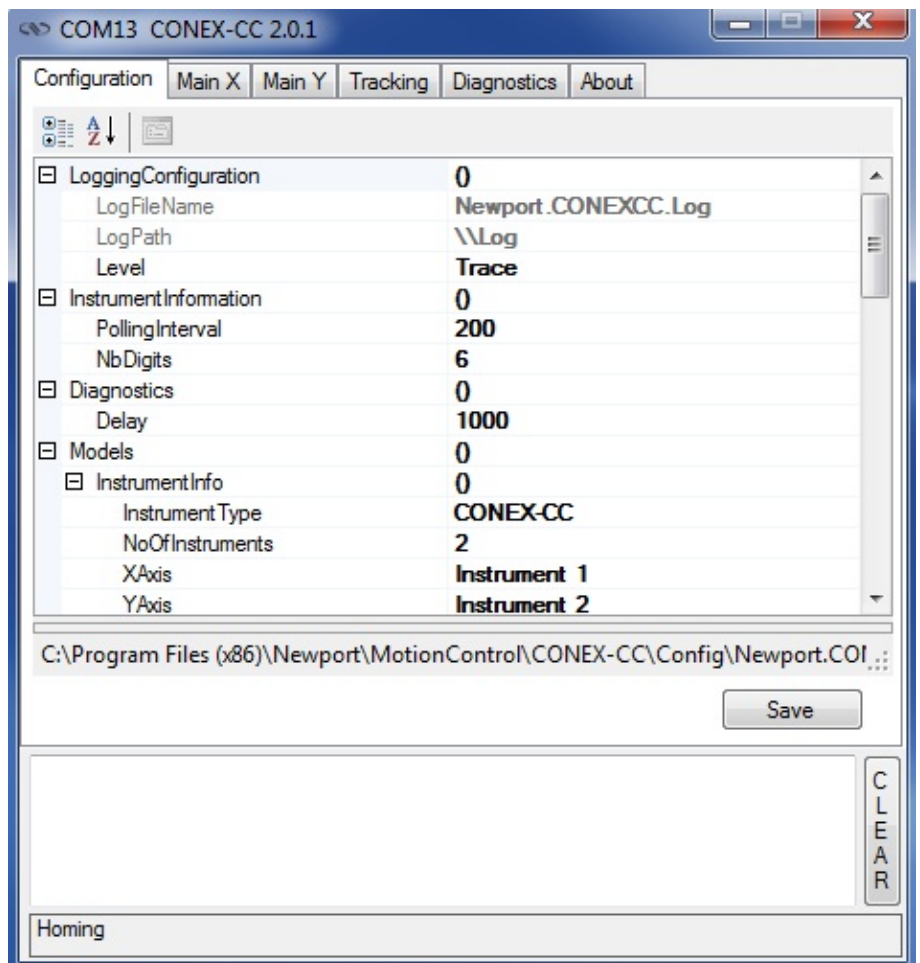 COM13 CONEX-CC 2.0.1
Configuration Main X Main Y Tracking Diagnostics About
LoggingConfiguration ()
LogFileName Newport.CONEXCC.Log
LogPath \\Log
Level Trace
InstrumentInformation ()
PollingInterval 200
NbDigits 6
Diagnostics ()
Delay 1000
Models ()
InstrumentInfo ()
InstrumentType CONEX-CC
NoOfInstruments 2
XAxis Instrument 1
YAxis Instrument 2
C:\Program Files (x86)\Newport\MotionControl\CONEX-CC\Config\Newport.CO
Save
CLEAR
Homing